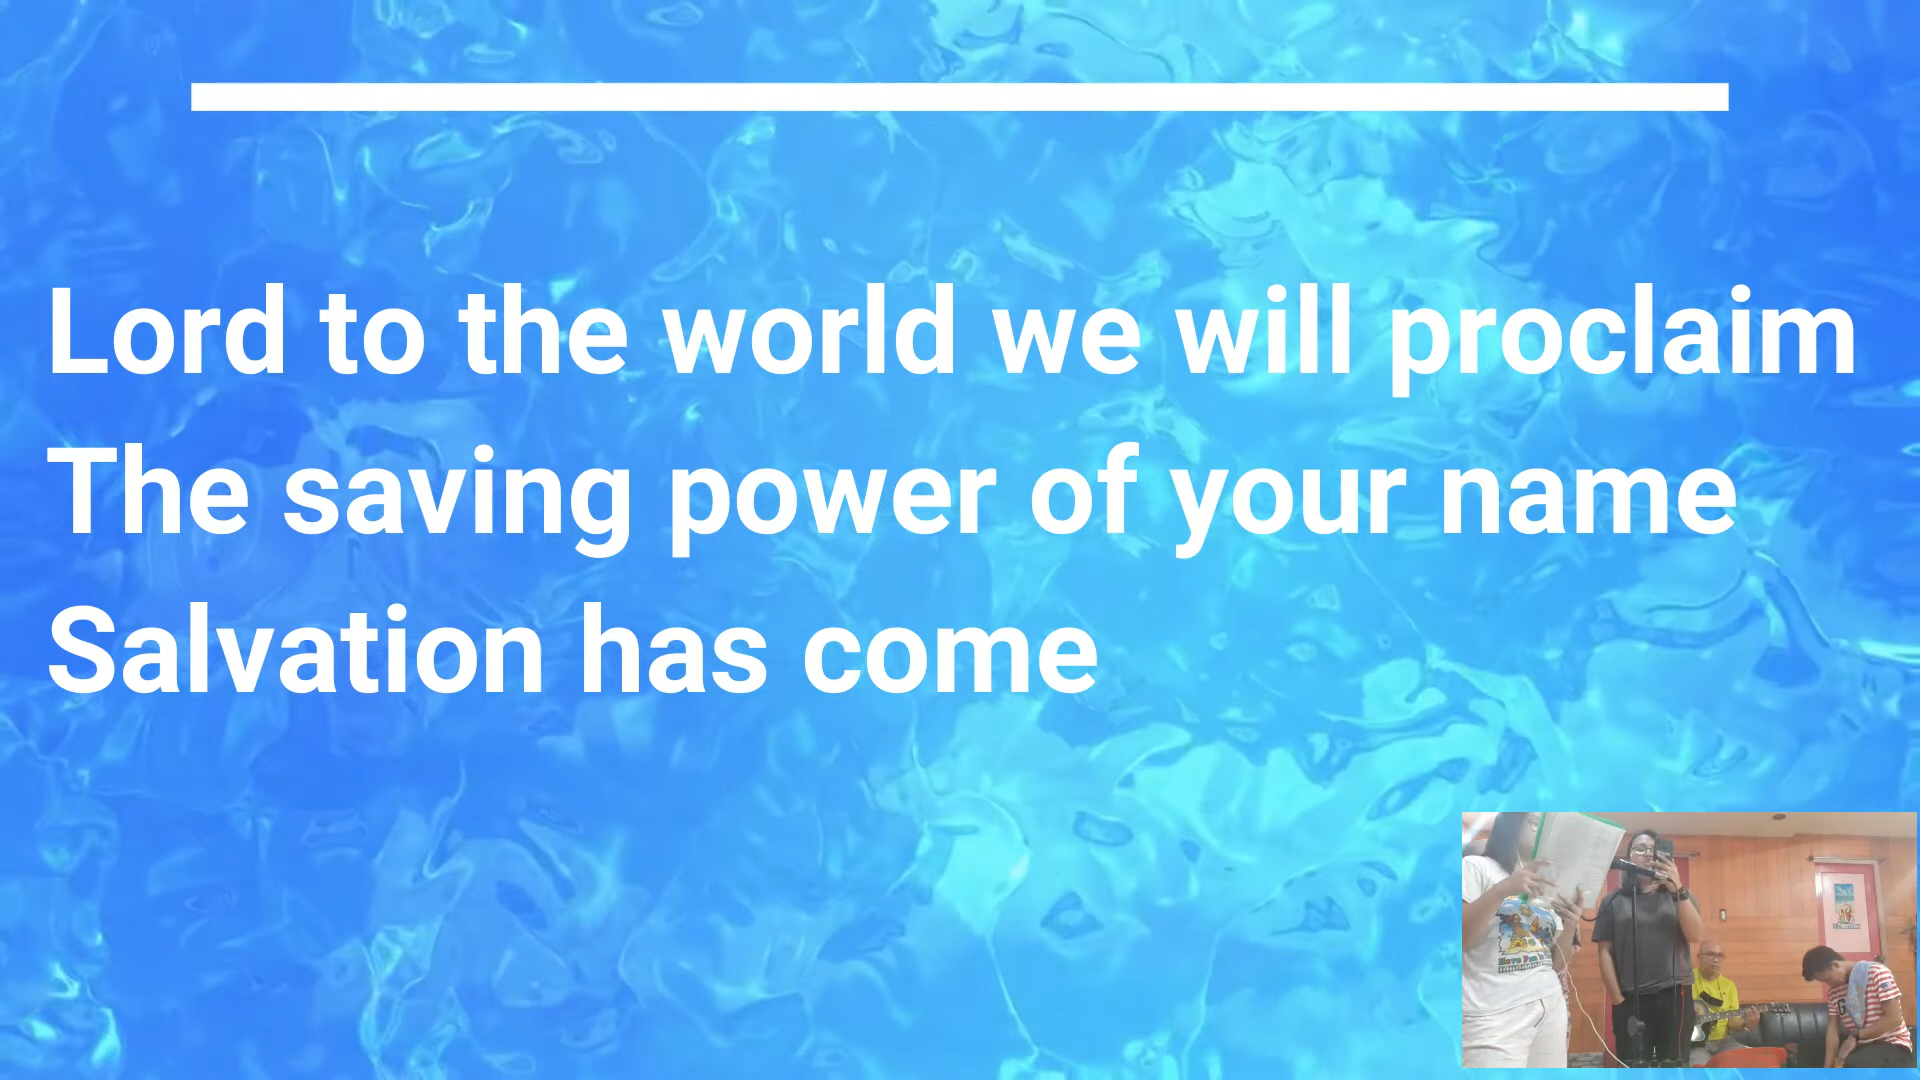 Lord to the world we will proclaim
The saving power of your name
Salvation has come